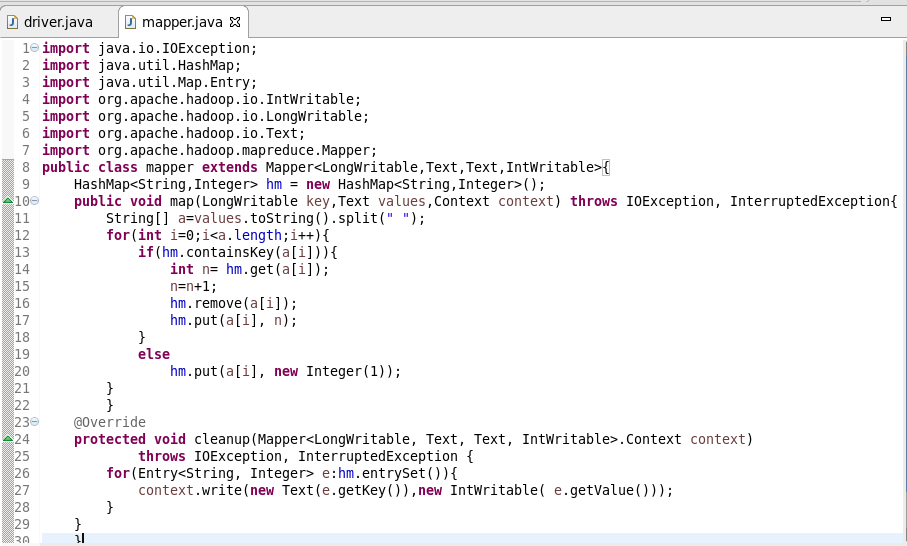 driver.java mapper.java
1 import java.io.IOException;
2 import java.util.HashMap;
3 import java.util.Map.Entry;
4 import org.apache.hadoop.io.IntWritable;
5 import org.apache.hadoop.io.LongWritable;
6 import org.apache.hadoop.io.Text;
7 import org.apache.hadoop.mapreduce.Mapper;
8 public class mapper extends Mapper<LongWritable,Text,Text,IntWritable>{
9     HashMap<String,Integer> hm = new HashMap<String,Integer>();
10     public void map(LongWritable key,Text values,Context context) throws IOException, InterruptedException{
11         String[] a=values.toString().split(" ");
12         for(int i=0;i<a.length;i++){
13             if(hm.containsKey(a[i])){
14                 int n= hm.get(a[i]);
15                 n=n+1;
16                 hm.remove(a[i]);
17                 hm.put(a[i], n);
18             }
19             else
20                 hm.put(a[i], new Integer(1));
21         }
22         }
23     @Override
24     protected void cleanup(Mapper<LongWritable, Text, Text, IntWritable>.Context context)
25             throws IOException, InterruptedException {
26         for(Entry<String, Integer> e:hm.entrySet()){
27             context.write(new Text(e.getKey()),new IntWritable( e.getValue()));
28         }
29     }
30     }